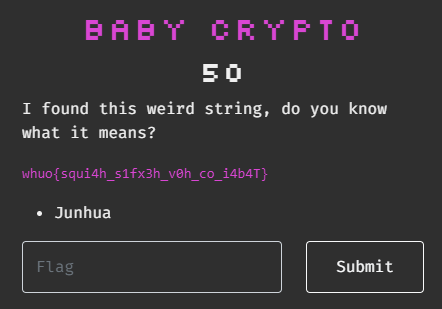 BABY CRYPTO
50
I found this weird string, do you know
what it means?
whuo{squi4h_s1fx3h_v0h_co_i4b4T}
• Junhua
Flag
Submit